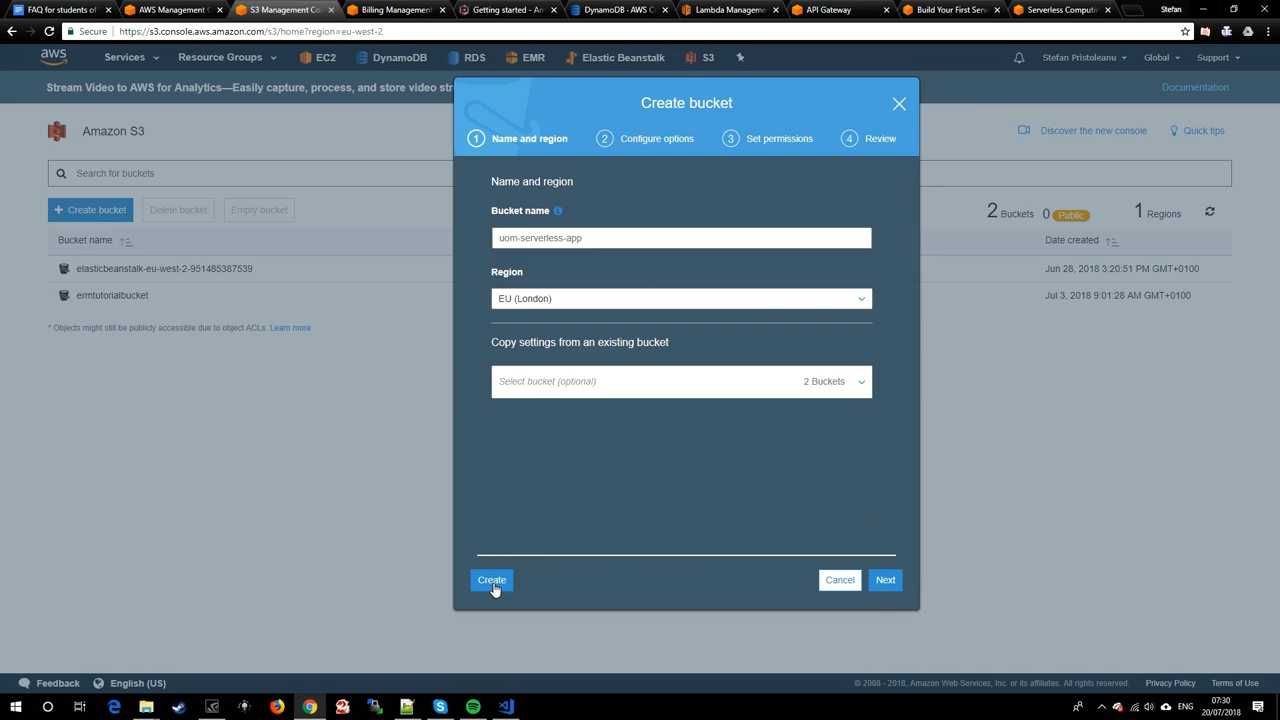 FAQ for students of
AWS Management C
S3 Management Co
Billing Management
Getting started - Am
DynamoDB - AWS C
Lambda Manageme
API Gateway
Build Your First Serv
Serverless Computin
Stefan
Secure
https://s3.console.aws.amazon.com/s3/home?region=eu-west-2
aws
Services
Resource Groups
EC2
DynamoDB
RDS
EMR
Elastic Beanstalk
S3
Stefan Pristoleanu
Global
Support
Stream Video to AWS for Analytics—Easily capture, process, and store video str
Documentation
Amazon S3
Discover the new console
Quick tips
Search for buckets
+ Create bucket
Delete bucket
Empty bucket
2 Buckets
0 Public
1 Regions
Bucket name
Date created
elasticbeanstalk-eu-west-2-951485387539
Jun 28, 2018 3:20:51 PM GMT+0100
ermtutorialbucket
Jul 3, 2018 9:01:28 AM GMT+0100
* Objects might still be publicly accessible due to object ACLs. Learn more
Create bucket
1 Name and region
2 Configure options
3 Set permissions
4 Review
Name and region
Bucket name
uom-serverless-app
Region
EU (London)
Copy settings from an existing bucket
Select bucket (optional)
2 Buckets
Create
Cancel
Next
Feedback
English (US)
© 2008 - 2018, Amazon Web Services, Inc. or its affiliates. All rights reserved.
Privacy Policy
Terms of Use
ENG
07:30
20/07/2018